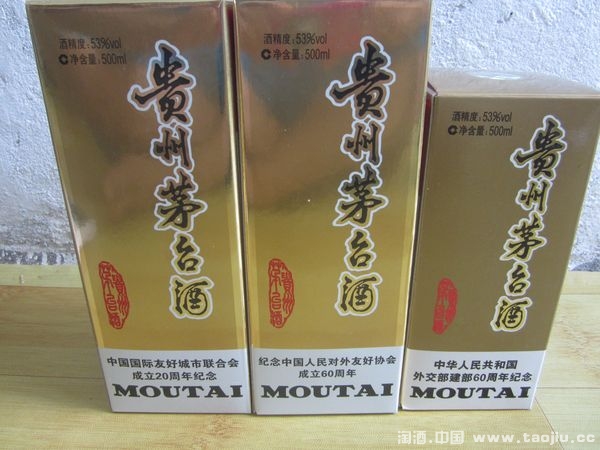 酒精度:53%vol
净含量:500ml
貴州茅台酒
中国国际友好城市联合会
成立20周年纪念
MOUTAI
酒精度:53%vol
净含量:500ml
貴州茅台酒
纪念中国人民对外友好协会
成立60周年
MOUTAI
酒精度:53%vol
净含量:500ml
貴州茅台酒
中华人民共和国
外交部建部60周年纪念
MOUTAI
淘酒.中国 www.taojiu.cc